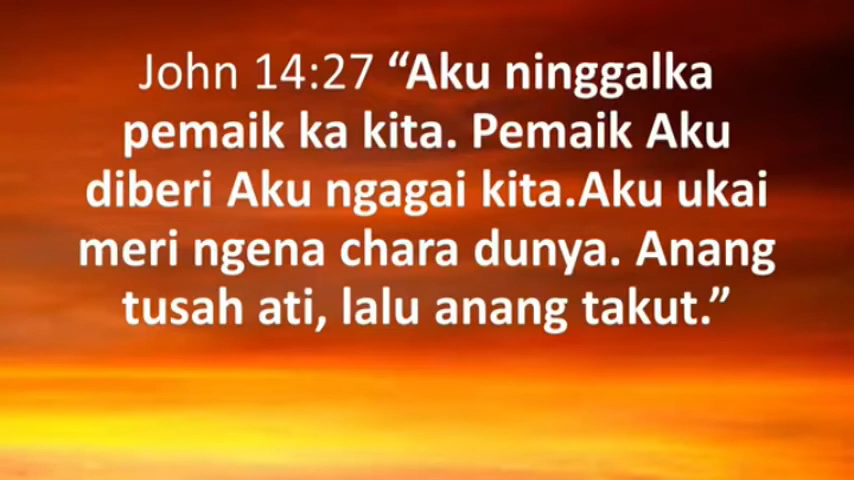 John 14:27 “Aku ninggalka
pemaik ka kita. Pemaik Aku
diberi Aku ngagai kita.Aku ukai
meri ngena chara dunya. Anang
tusah ati, lalu anang takut.”